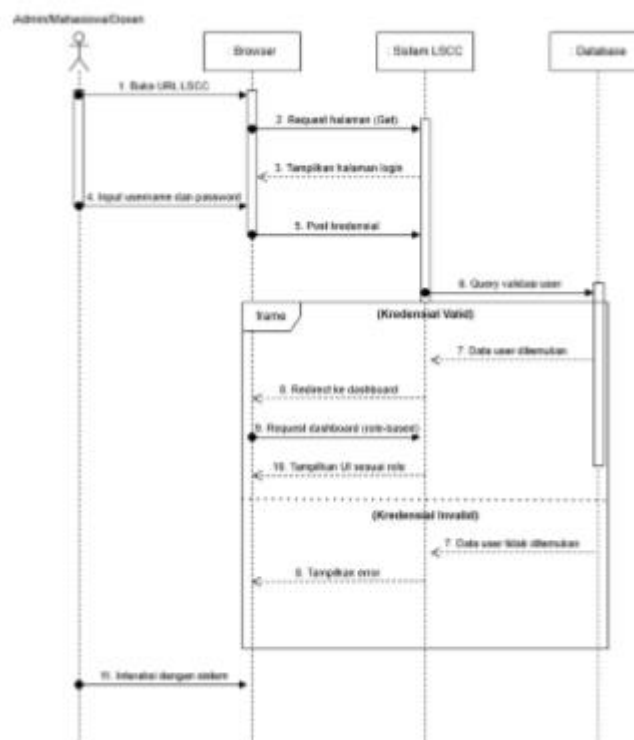 Admin/Mahasiswa/Dosen
Browser
: Sistem LSCC
: Database
1. Buka URL LSCC
2. Request halaman (Get)
3. Tampilkan halaman login
4. Input username dan password
5. Post kredensial
6. Query validasi user
frame
(Kredensial Valid)
7. Data user ditemukan
8. Redirect ke dashboard
9. Request dashboard (role-based)
10. Tampilkan UI sesuai role
(Kredensial Invalid)
7. Data user tidak ditemukan
8. Tampilkan error
11. Interaksi dengan sistem